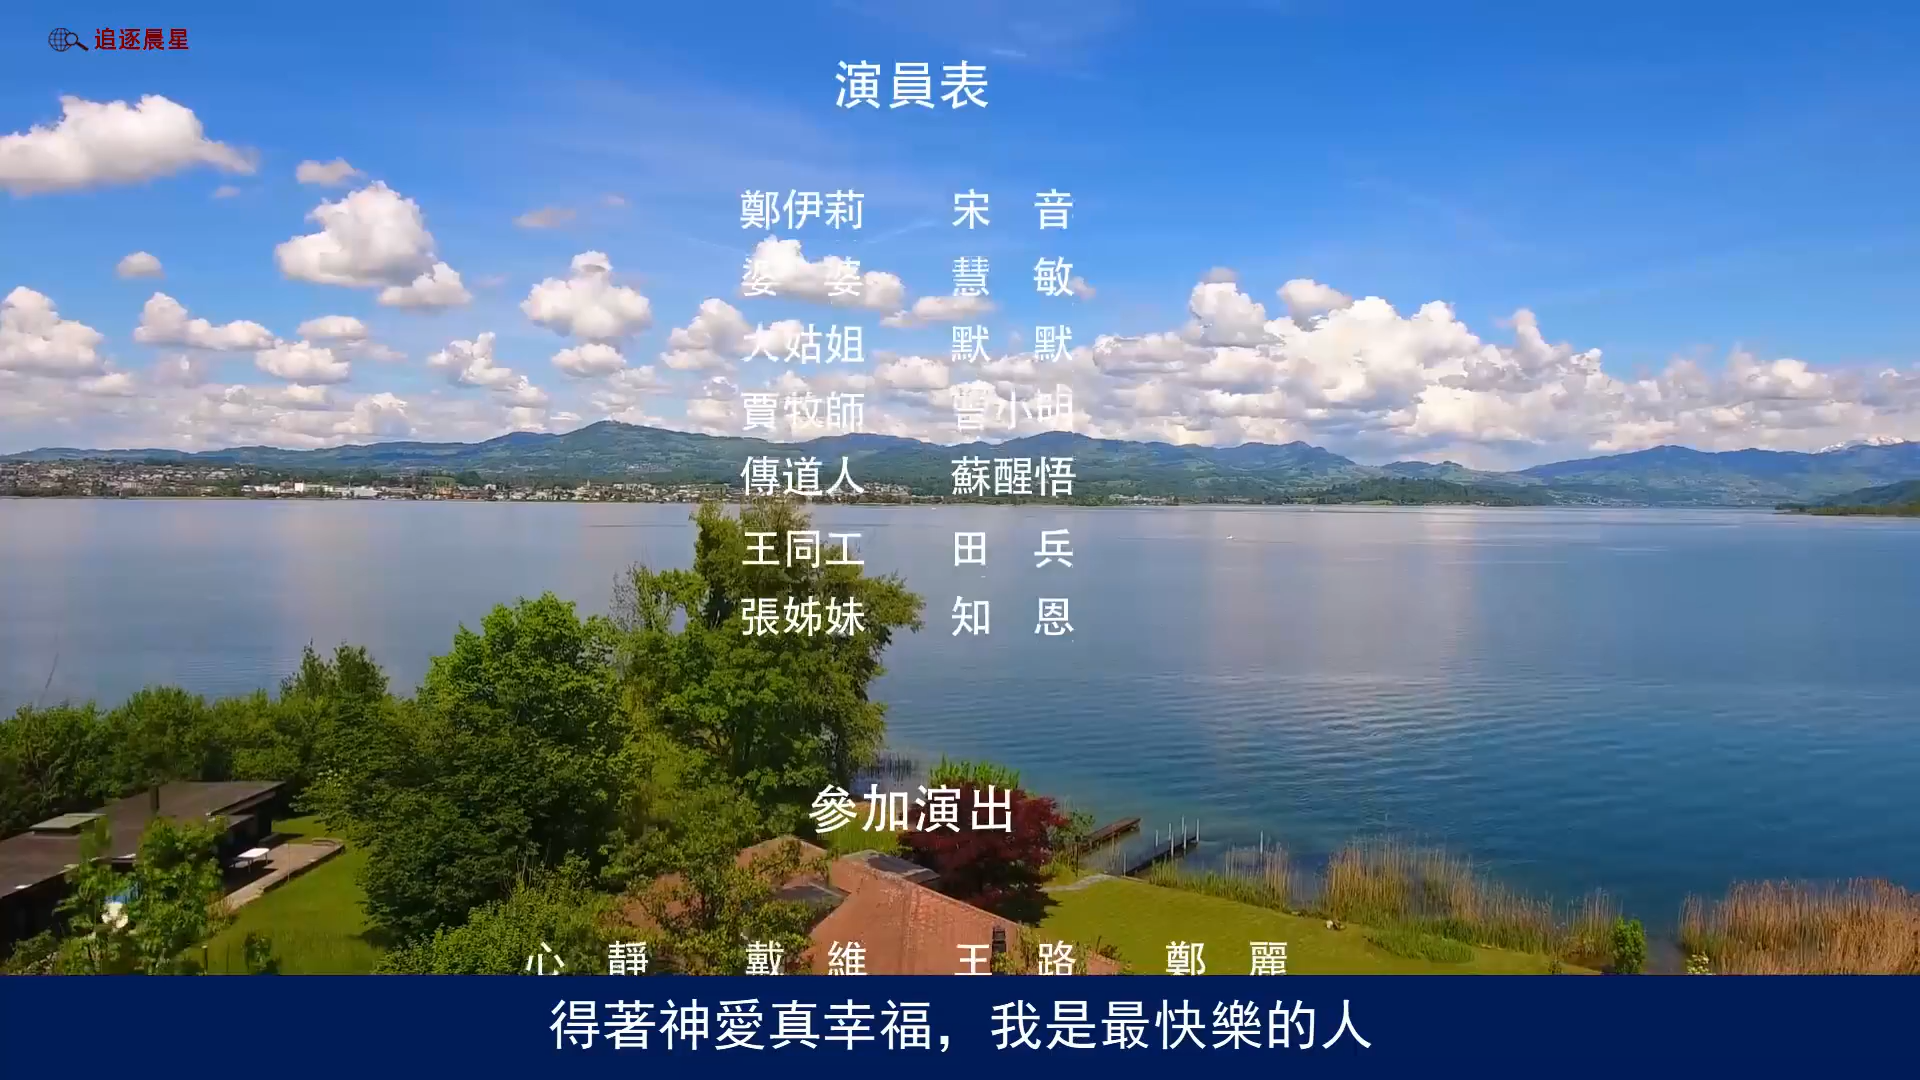 追逐晨星
演員表
鄭伊莉 宋 音
婆 婆 慧 敏
大姑姐 默 默
賈牧師 小明
傳道人 蘇醒悟
王同工 田 兵
張姊妹 知 恩
參加演出
心 靜 戴 維 王 路 鄭 麗
得著神愛真幸福，我是最快樂的人